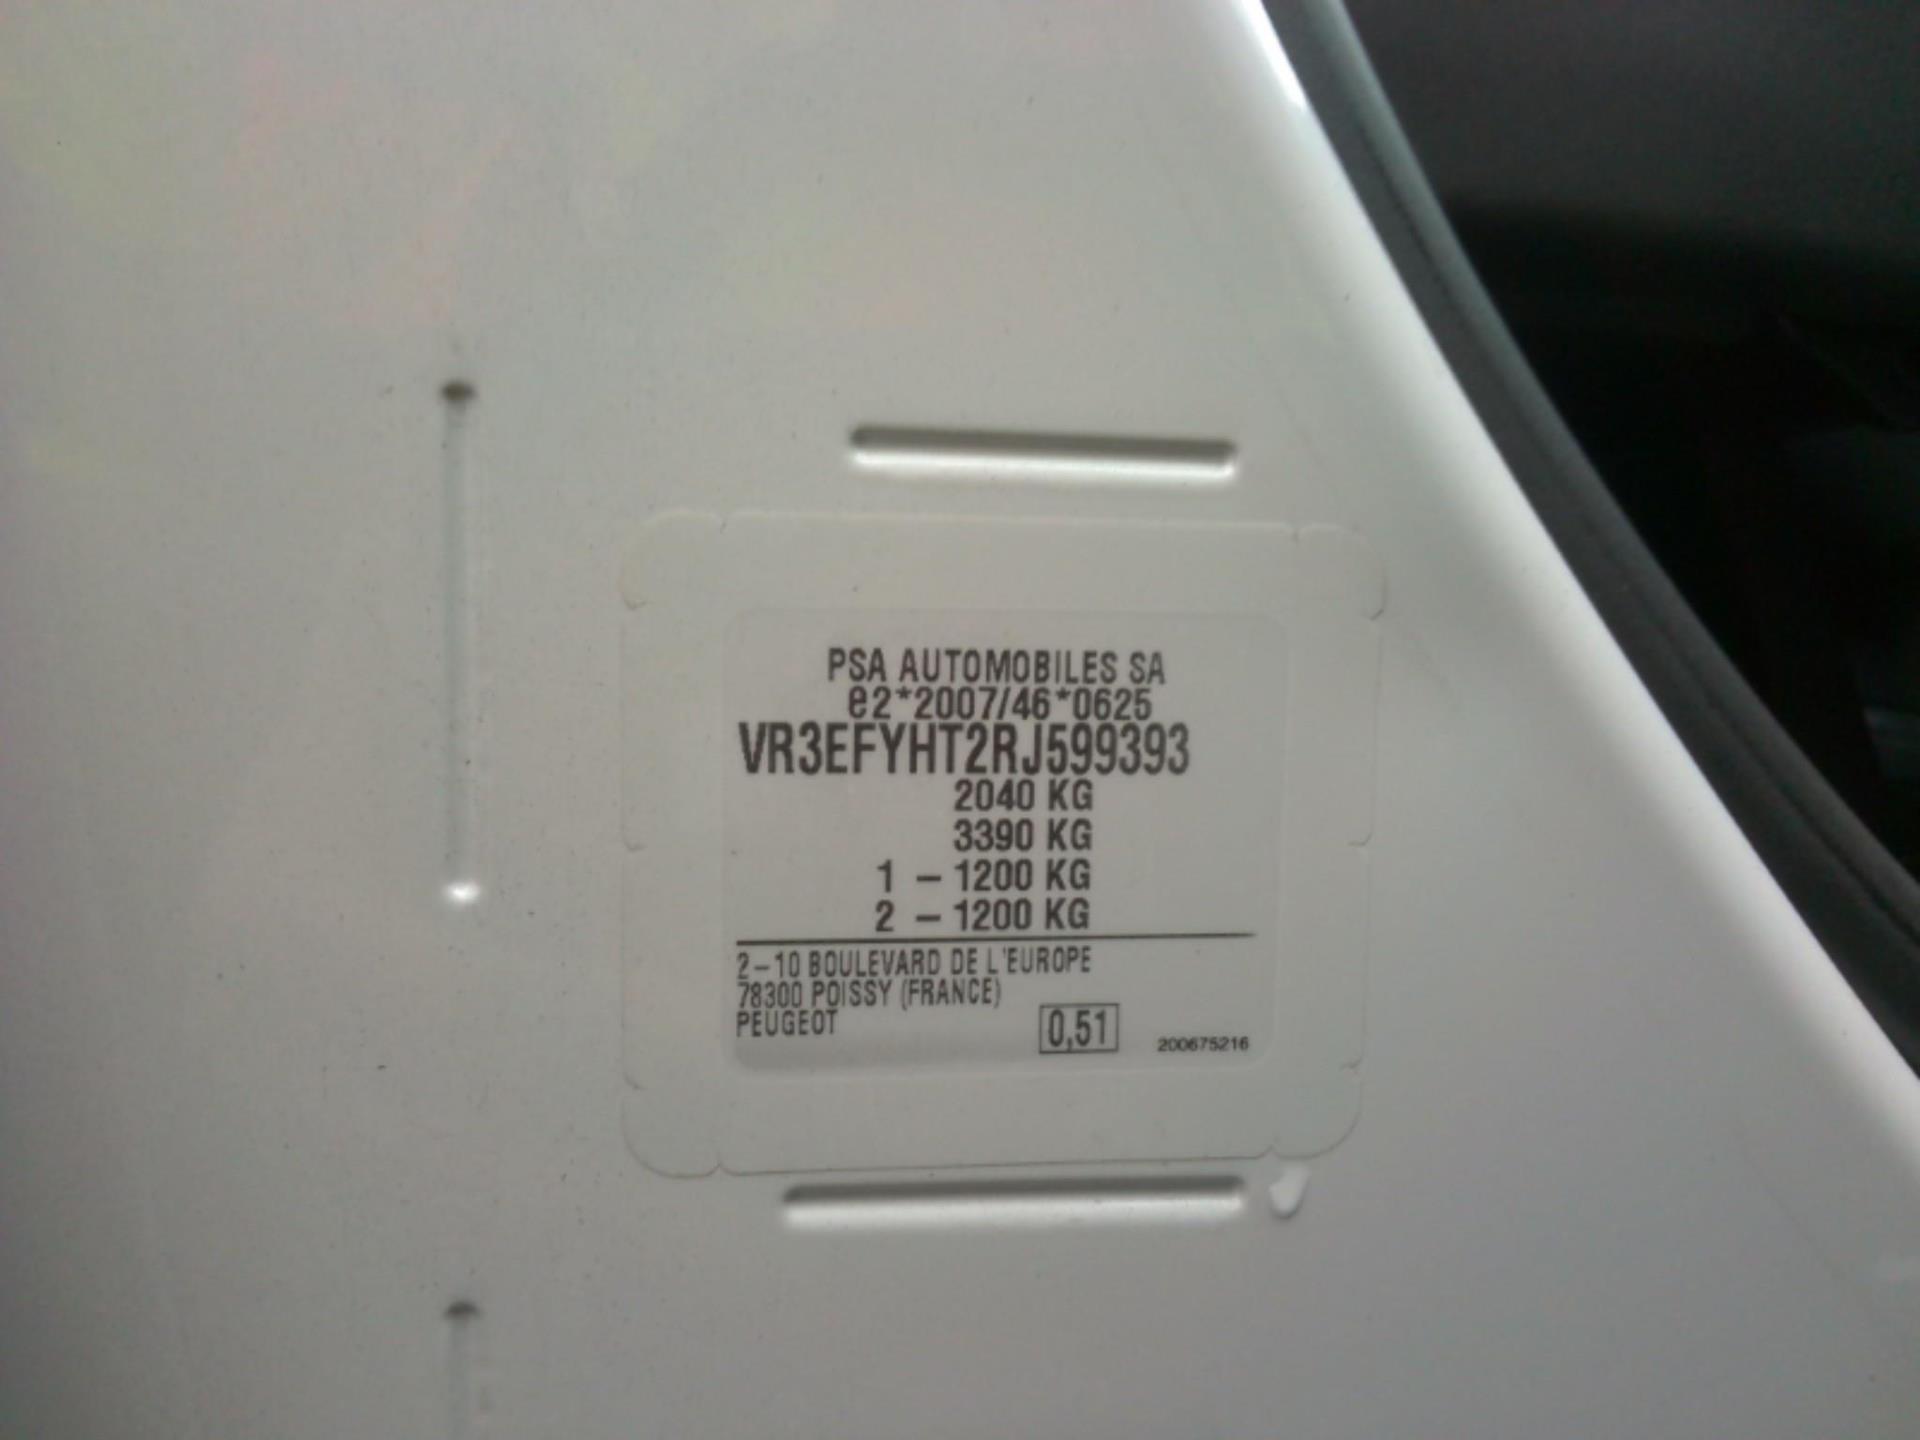 PSA AUTOMOBILES SA
e2*2007/46*0625
VR3EFYHT2RJ599393
2040 KG
3390 KG
1 – 1200 KG
2 – 1200 KG
2–10 BOULEVARD DE L'EUROPE
78300 POISSY (FRANCE)
PEUGEOT
0,51
200675216